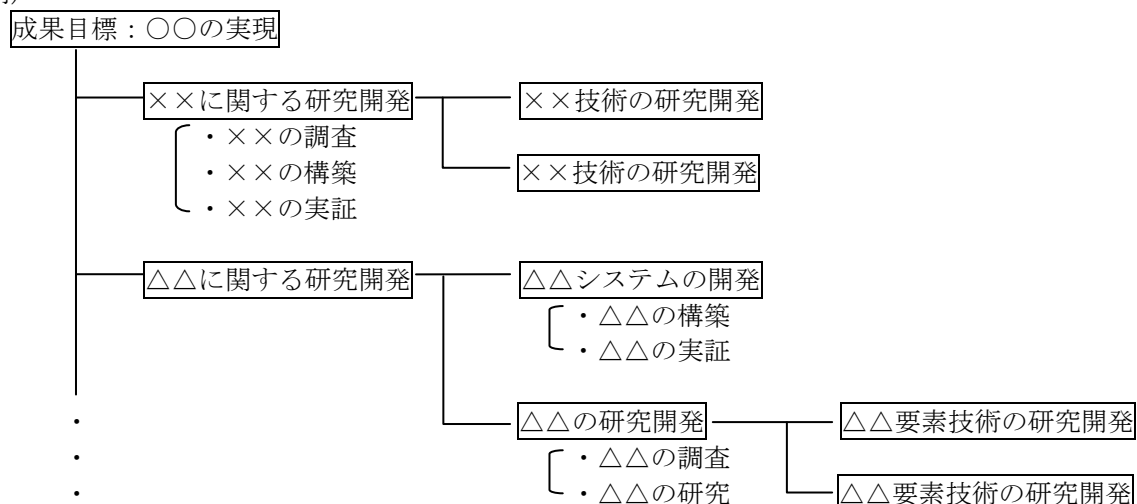 成果目標：○○の実現
××に関する研究開発
・××の調査
・××の構築
・××の実証
××技術の研究開発
××技術の研究開発
△△に関する研究開発
△△システムの開発
・△△の構築
・△△の実証
△△の研究開発
・△△の調査
・△△の研究
△△要素技術の研究開発
△△要素技術の研究開発
・
・
・